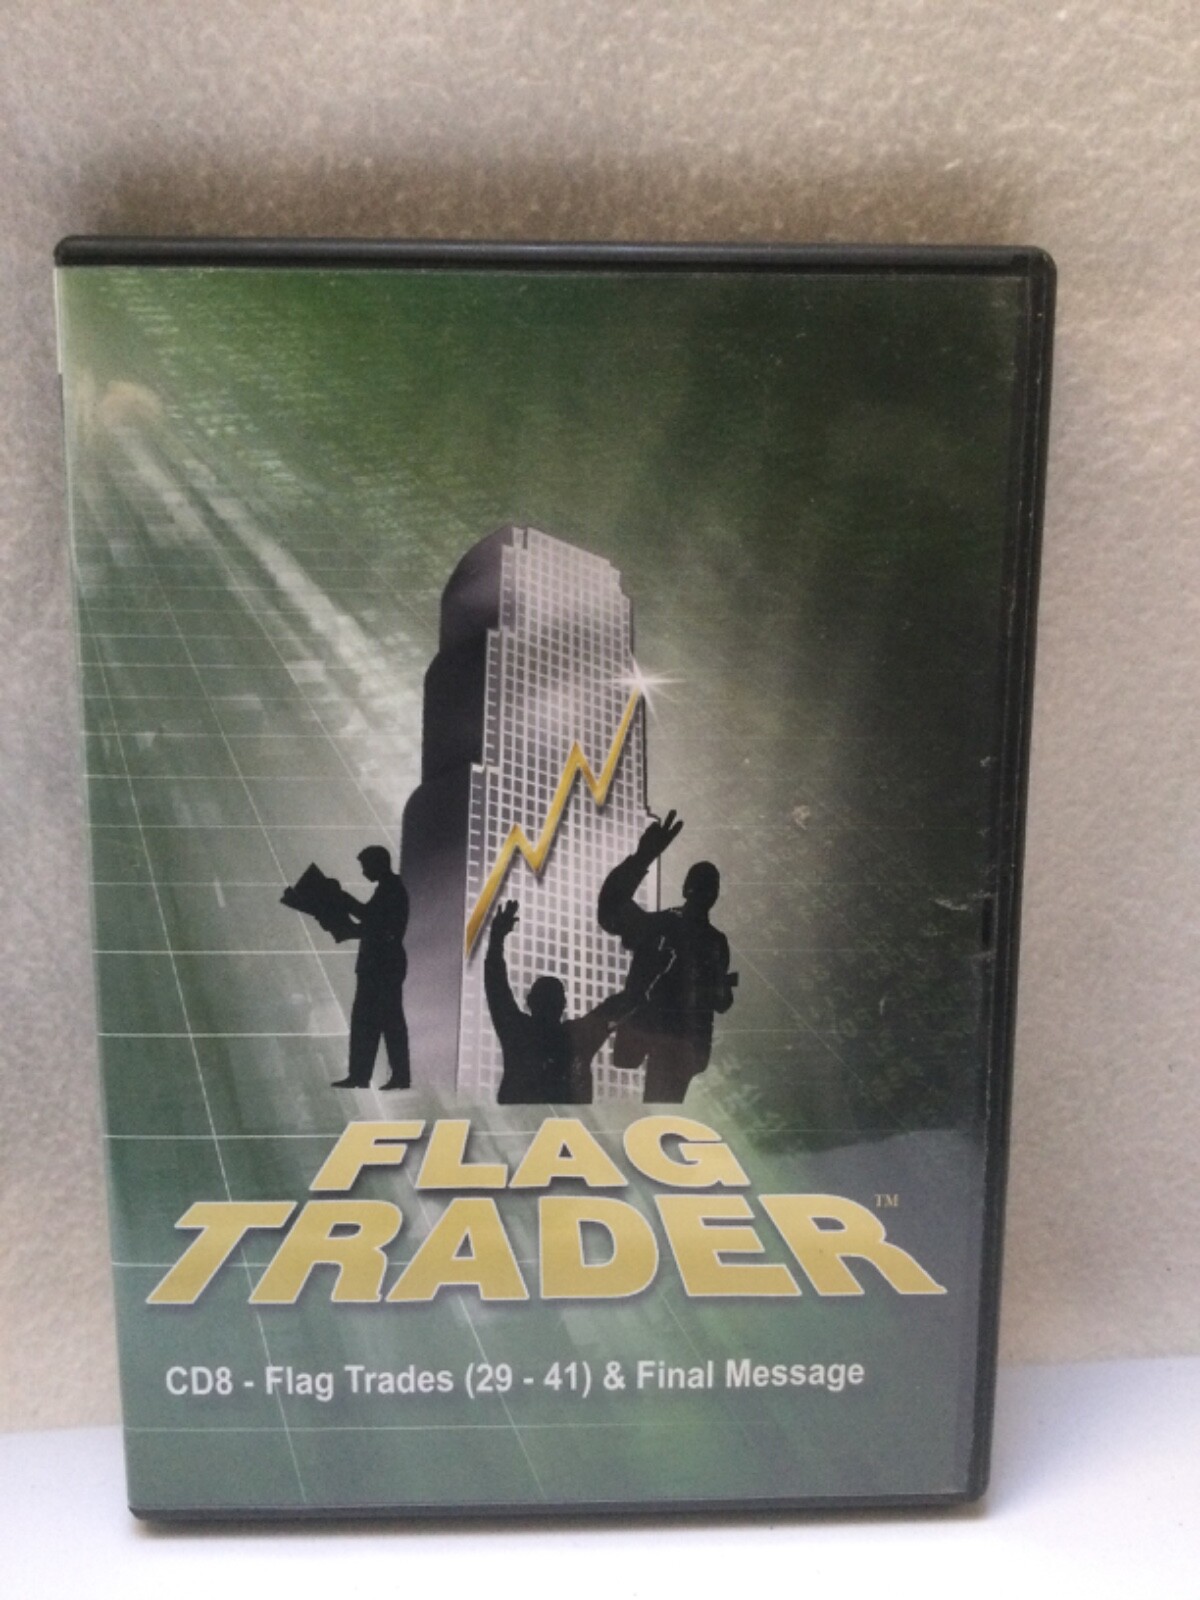 FLAG
TRADER™
CD8 - Flag Trades (29 - 41) & Final Message